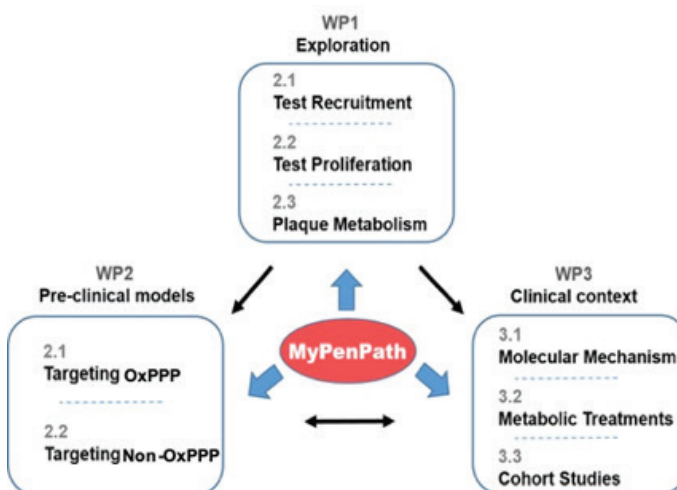 WP1
Exploration
2.1
Test Recruitment
2.2
Test Proliferation
2.3
Plaque Metabolism
WP2
Pre-clinical models
2.1
Targeting OxPPP
2.2
Targeting Non-OxPPP
MyPenPath
WP3
Clinical context
3.1
Molecular Mechanism
3.2
Metabolic Treatments
3.3
Cohort Studies